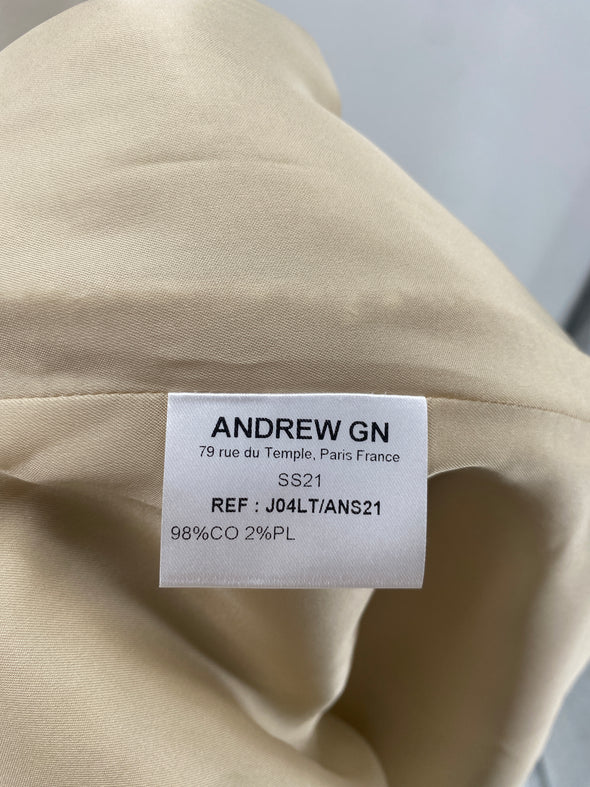 ANDREW GN
79 rue du Temple, Paris France
SS21
REF : J04LT/ANS21
98%CO 2%PL